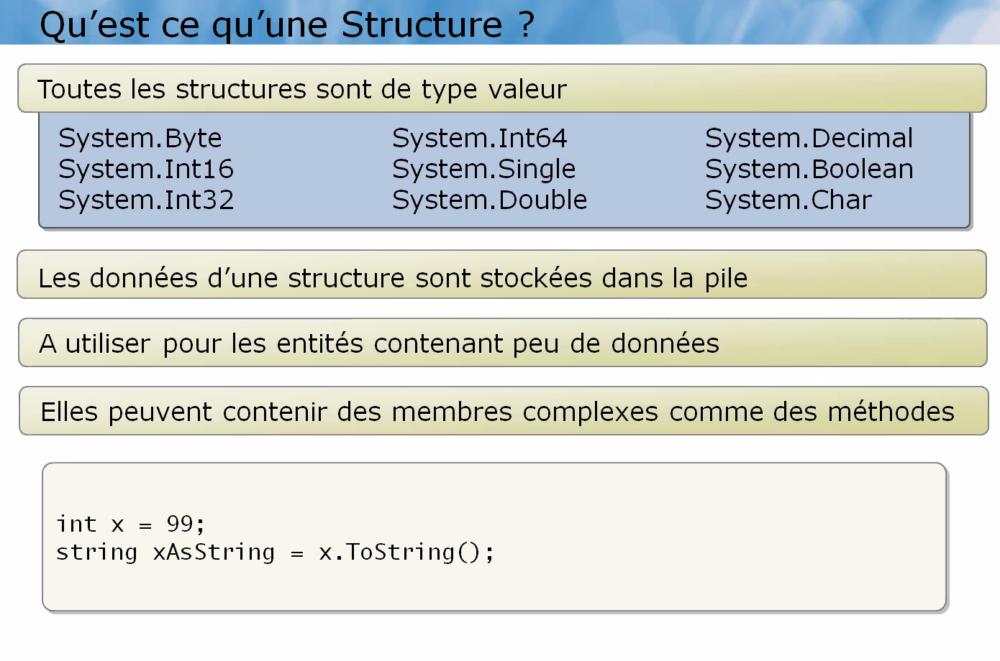 Qu’est ce qu’une Structure ?
Toutes les structures sont de type valeur
System.Byte System.Int64 System.Decimal
System.Int16 System.Single System.Boolean
System.Int32 System.Double System.Char
Les données d’une structure sont stockées dans la pile
A utiliser pour les entités contenant peu de données
Elles peuvent contenir des membres complexes comme des méthodes
int x = 99;
string xAsString = x.ToString();